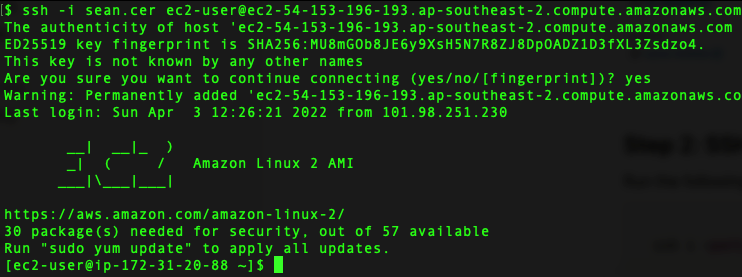 $ ssh -i sean.cer ec2-user@ec2-54-153-196-193.ap-southeast-2.compute.amazonaws.com
The authenticity of host 'ec2-54-153-196-193.ap-southeast-2.compute.amazonaws.co
ED25519 key fingerprint is SHA256:MU8mGOb8JE6y9XsH5N7R8ZJ8DpOADZ1D3fXL3Zsdzo4.
This key is not known by any other names
Are you sure you want to continue connecting (yes/no/[fingerprint])? yes
Warning: Permanently added 'ec2-54-153-196-193.ap-southeast-2.compute.amazonaws.co
Last login: Sun Apr  3 12:26:21 2022 from 101.98.251.230
       __|  __|_  )
       _|  (     /   Amazon Linux 2 AMI
      ___|\___|___|
https://aws.amazon.com/amazon-linux-2/
30 package(s) needed for security, out of 57 available
Run "sudo yum update" to apply all updates.
[ec2-user@ip-172-31-20-88 ~]$